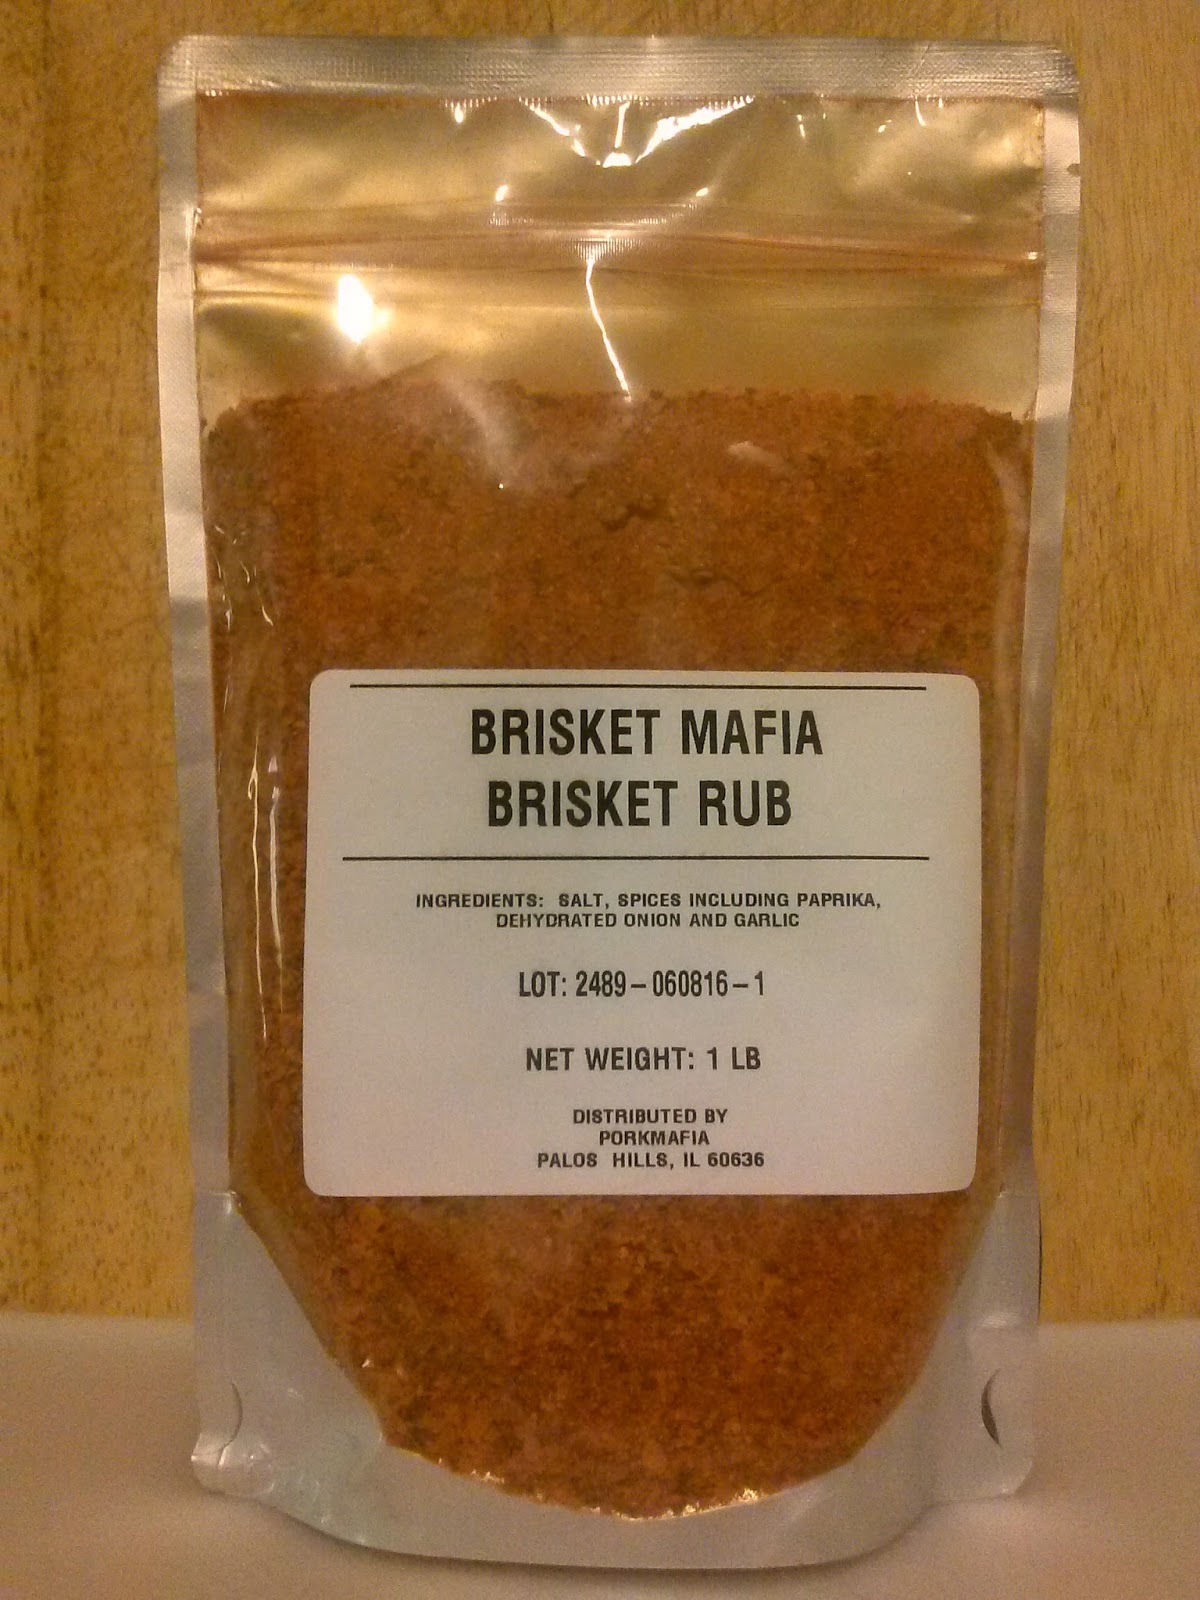 BRISKET MAFIA
BRISKET RUB
INGREDIENTS: SALT, SPICES INCLUDING PAPRIKA,
DEHYDRATED ONION AND GARLIC
LOT: 2489-060816-1
NET WEIGHT: 1 LB
DISTRIBUTED BY
PORKMAFIA
PALOS HILLS, IL 60636